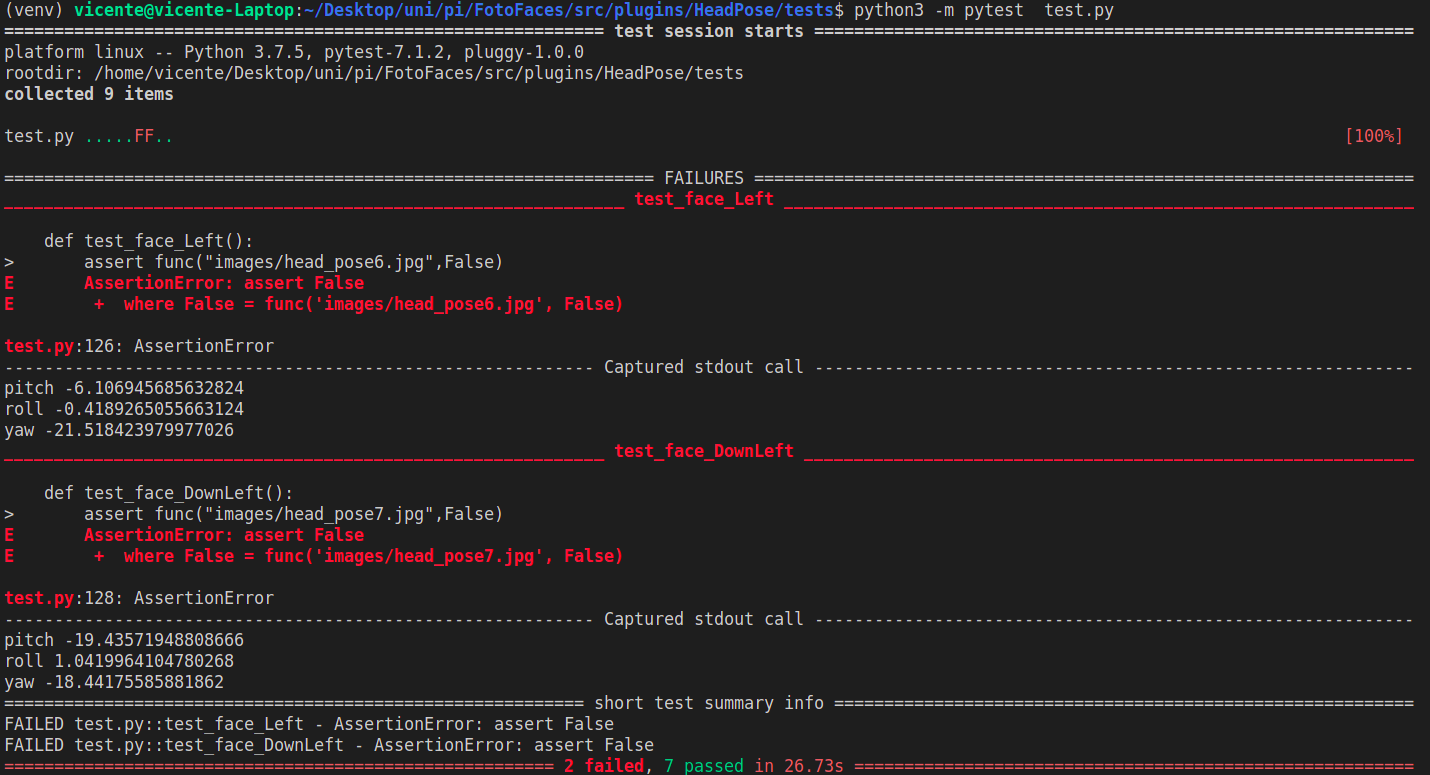 (venv) vicente@vicente-Laptop:~/Desktop/uni/pi/FotoFaces/src/plugins/HeadPose/tests$ python3 -m pytest  test.py
============================================================ test session starts ============================================================
platform linux -- Python 3.7.5, pytest-7.1.2, pluggy-1.0.0
rootdir: /home/vicente/Desktop/uni/pi/FotoFaces/src/plugins/HeadPose/tests
collected 9 items

test.py .....FF.. [100%]

================================================================= FAILURES ==================================================================
______________________________________________________________ test_face_Left _______________________________________________________________

    def test_face_Left():
>       assert func("images/head_pose6.jpg",False)
E       AssertionError: assert False
E        +  where False = func('images/head_pose6.jpg', False)

test.py:126: AssertionError
----------------------------------------------------------- Captured stdout call ------------------------------------------------------------
pitch -6.106945685632824
roll -0.4189265055663124
yaw -21.518423979977026
____________________________________________________________ test_face_DownLeft _____________________________________________________________

    def test_face_DownLeft():
>       assert func("images/head_pose7.jpg",False)
E       AssertionError: assert False
E        +  where False = func('images/head_pose7.jpg', False)

test.py:128: AssertionError
----------------------------------------------------------- Captured stdout call ------------------------------------------------------------
pitch -19.43571948808666
roll 1.0419964104780268
yaw -18.44175585881862
========================================================== short test summary info ==========================================================
FAILED test.py::test_face_Left - AssertionError: assert False
FAILED test.py::test_face_DownLeft - AssertionError: assert False
======================================================= 2 failed, 7 passed in 26.73s ========================================================